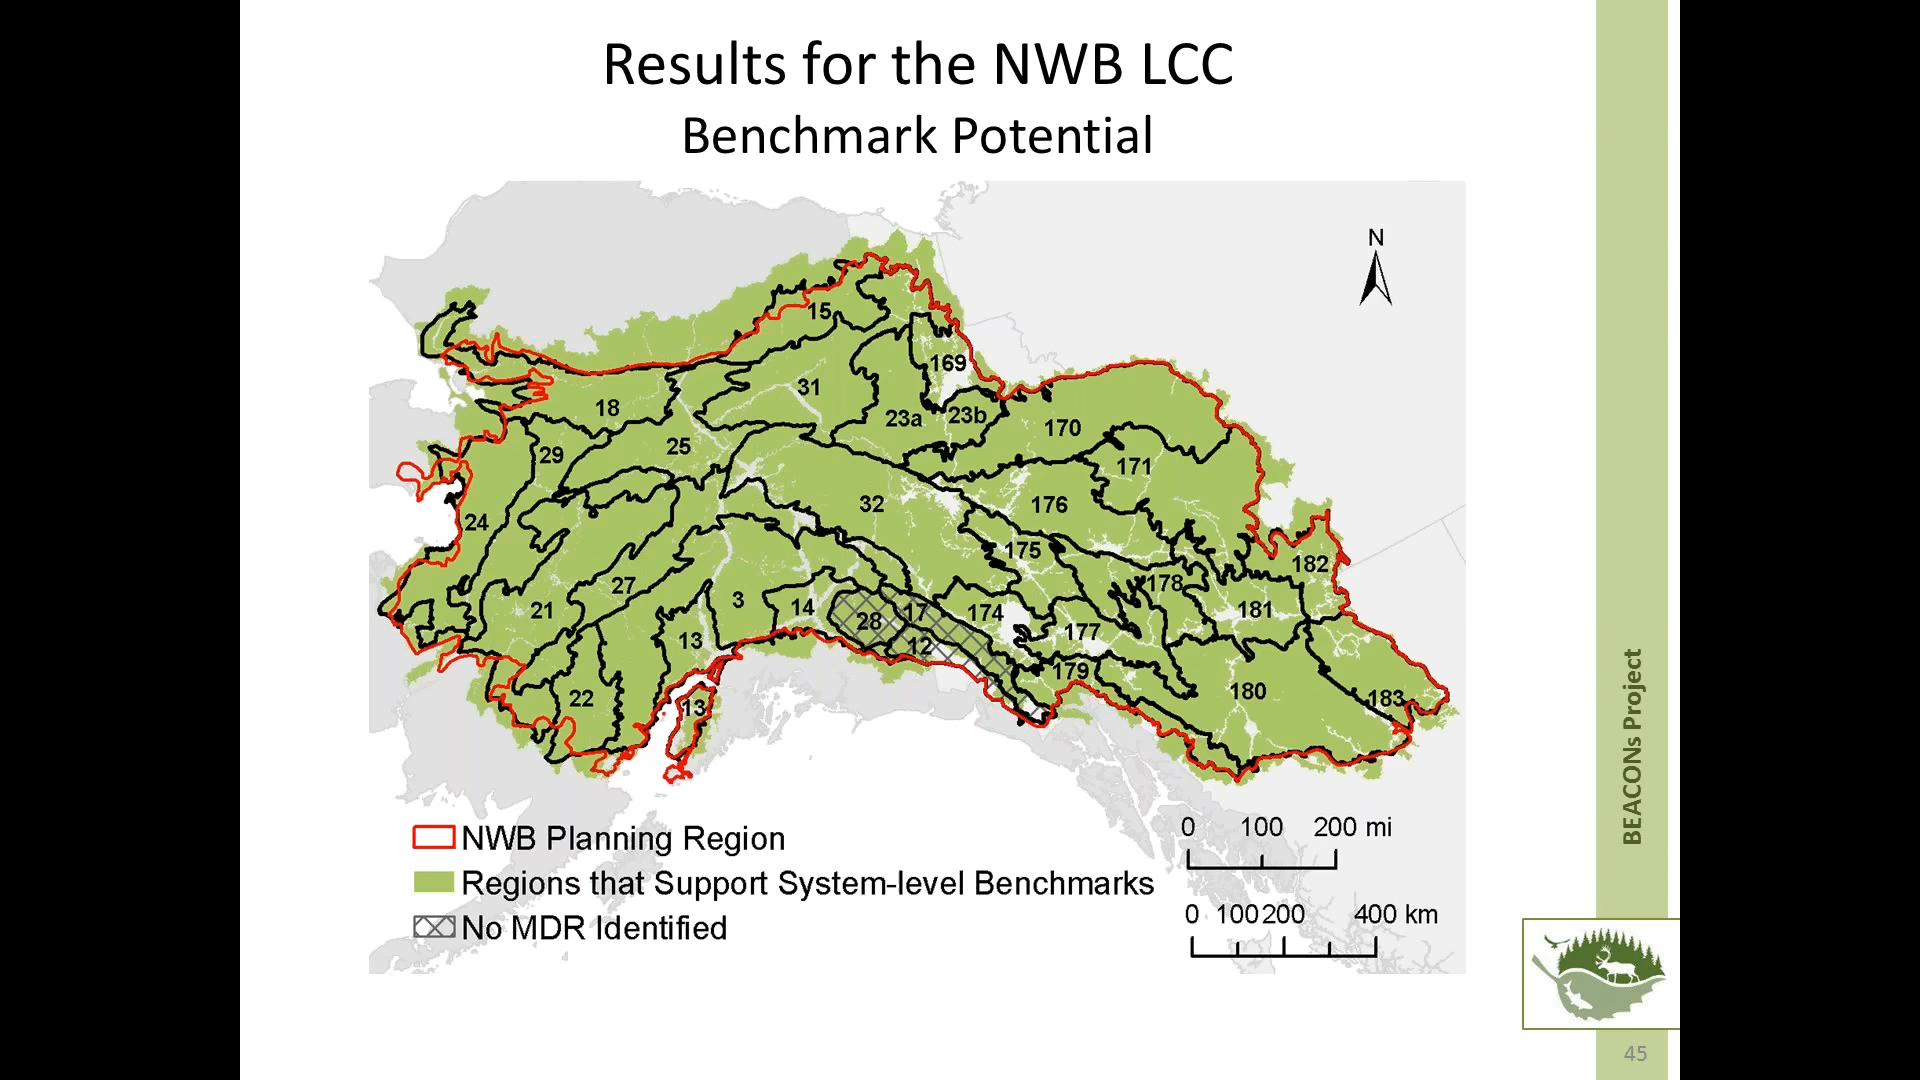 Results for the NWB LCC
Benchmark Potential
N
15
169
31
18
23a
23b
170
25
29
171
32
176
24
175
182
178
27
3
14
28
17
174
181
21
13
12
177
179
180
22
13
183
NWB Planning Region
Regions that Support System-level Benchmarks
No MDR Identified
0 100 200 mi
0 100 200 400 km
BEACONs Project
45